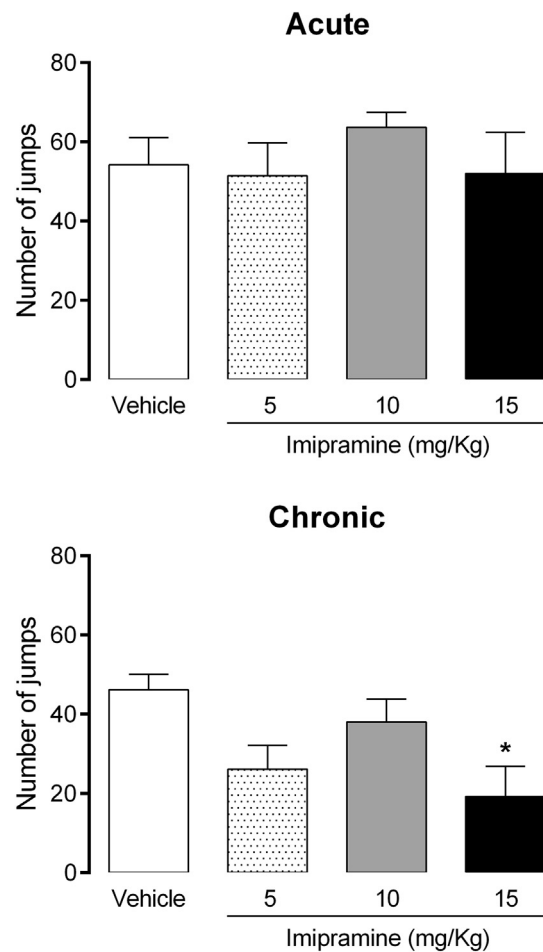 Acute
Number of jumps
80
60
40
20
0
Vehicle
5
10
15
Imipramine (mg/Kg)
Chronic
Number of jumps
80
60
40
20
0
*
Vehicle
5
10
15
Imipramine (mg/Kg)